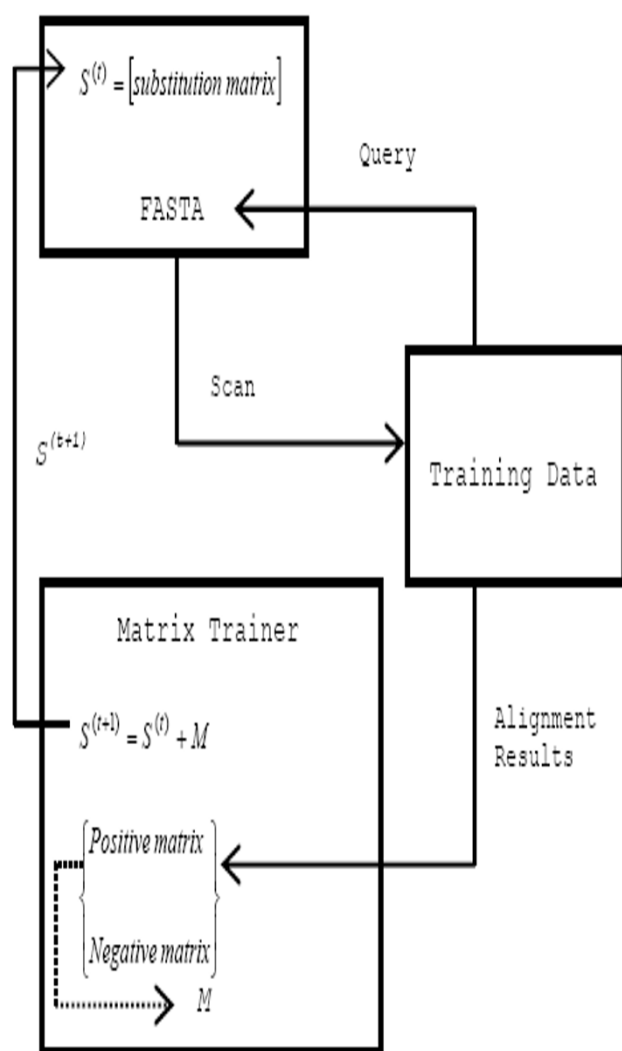 S^(t) = [substitution matrix]
Query
FASTA
Scan
S^(t+1)
Training Data
Matrix Trainer
S^(t+1) = S^(t) + M
Alignment
Results
{Positive matrix
Negative matrix}
M